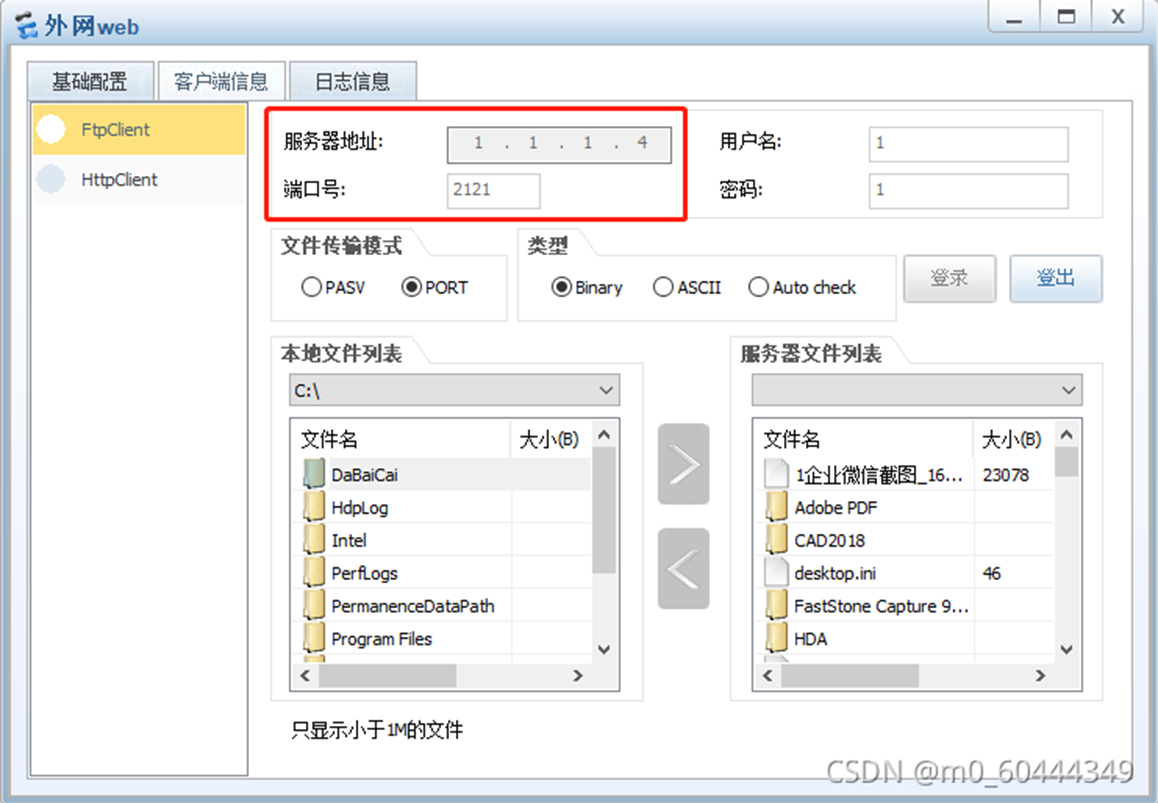 外网web
基础配置 客户端信息 日志信息
FtpClient
HttpClient
服务器地址: 1 . 1 . 1 . 4 用户名: 1
端口号: 2121 密码: 1
文件传输模式 类型
PASV PORT Binary ASCII Auto check 登录 登出
本地文件列表 服务器文件列表
C:\
文件名 大小(B) 文件名 大小(B)
DaBaiCai 1企业微信截图_16... 23078
HdpLog Adobe PDF
Intel CAD2018
PerfLogs desktop.ini 46
PermanenceDataPath FastStone Capture 9...
Program Files HDA
只显示小于1M的文件
CSDN @m0_60444349